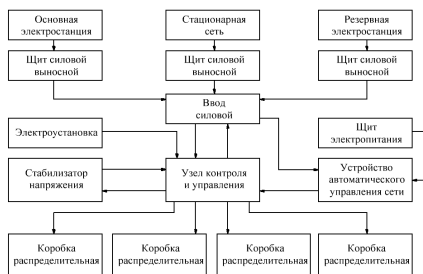 Основная
электростанция
Стационарная
сеть
Резервная
электростанция
Щит силовой
выносной
Щит силовой
выносной
Щит силовой
выносной
Ввод
силовой
Электроустановка
Щит
электропитания
Стабилизатор
напряжения
Узел контроля
и управления
Устройство
автоматического
управления сети
Коробка
распределительная
Коробка
распределительная
Коробка
распределительная
Коробка
распределительная